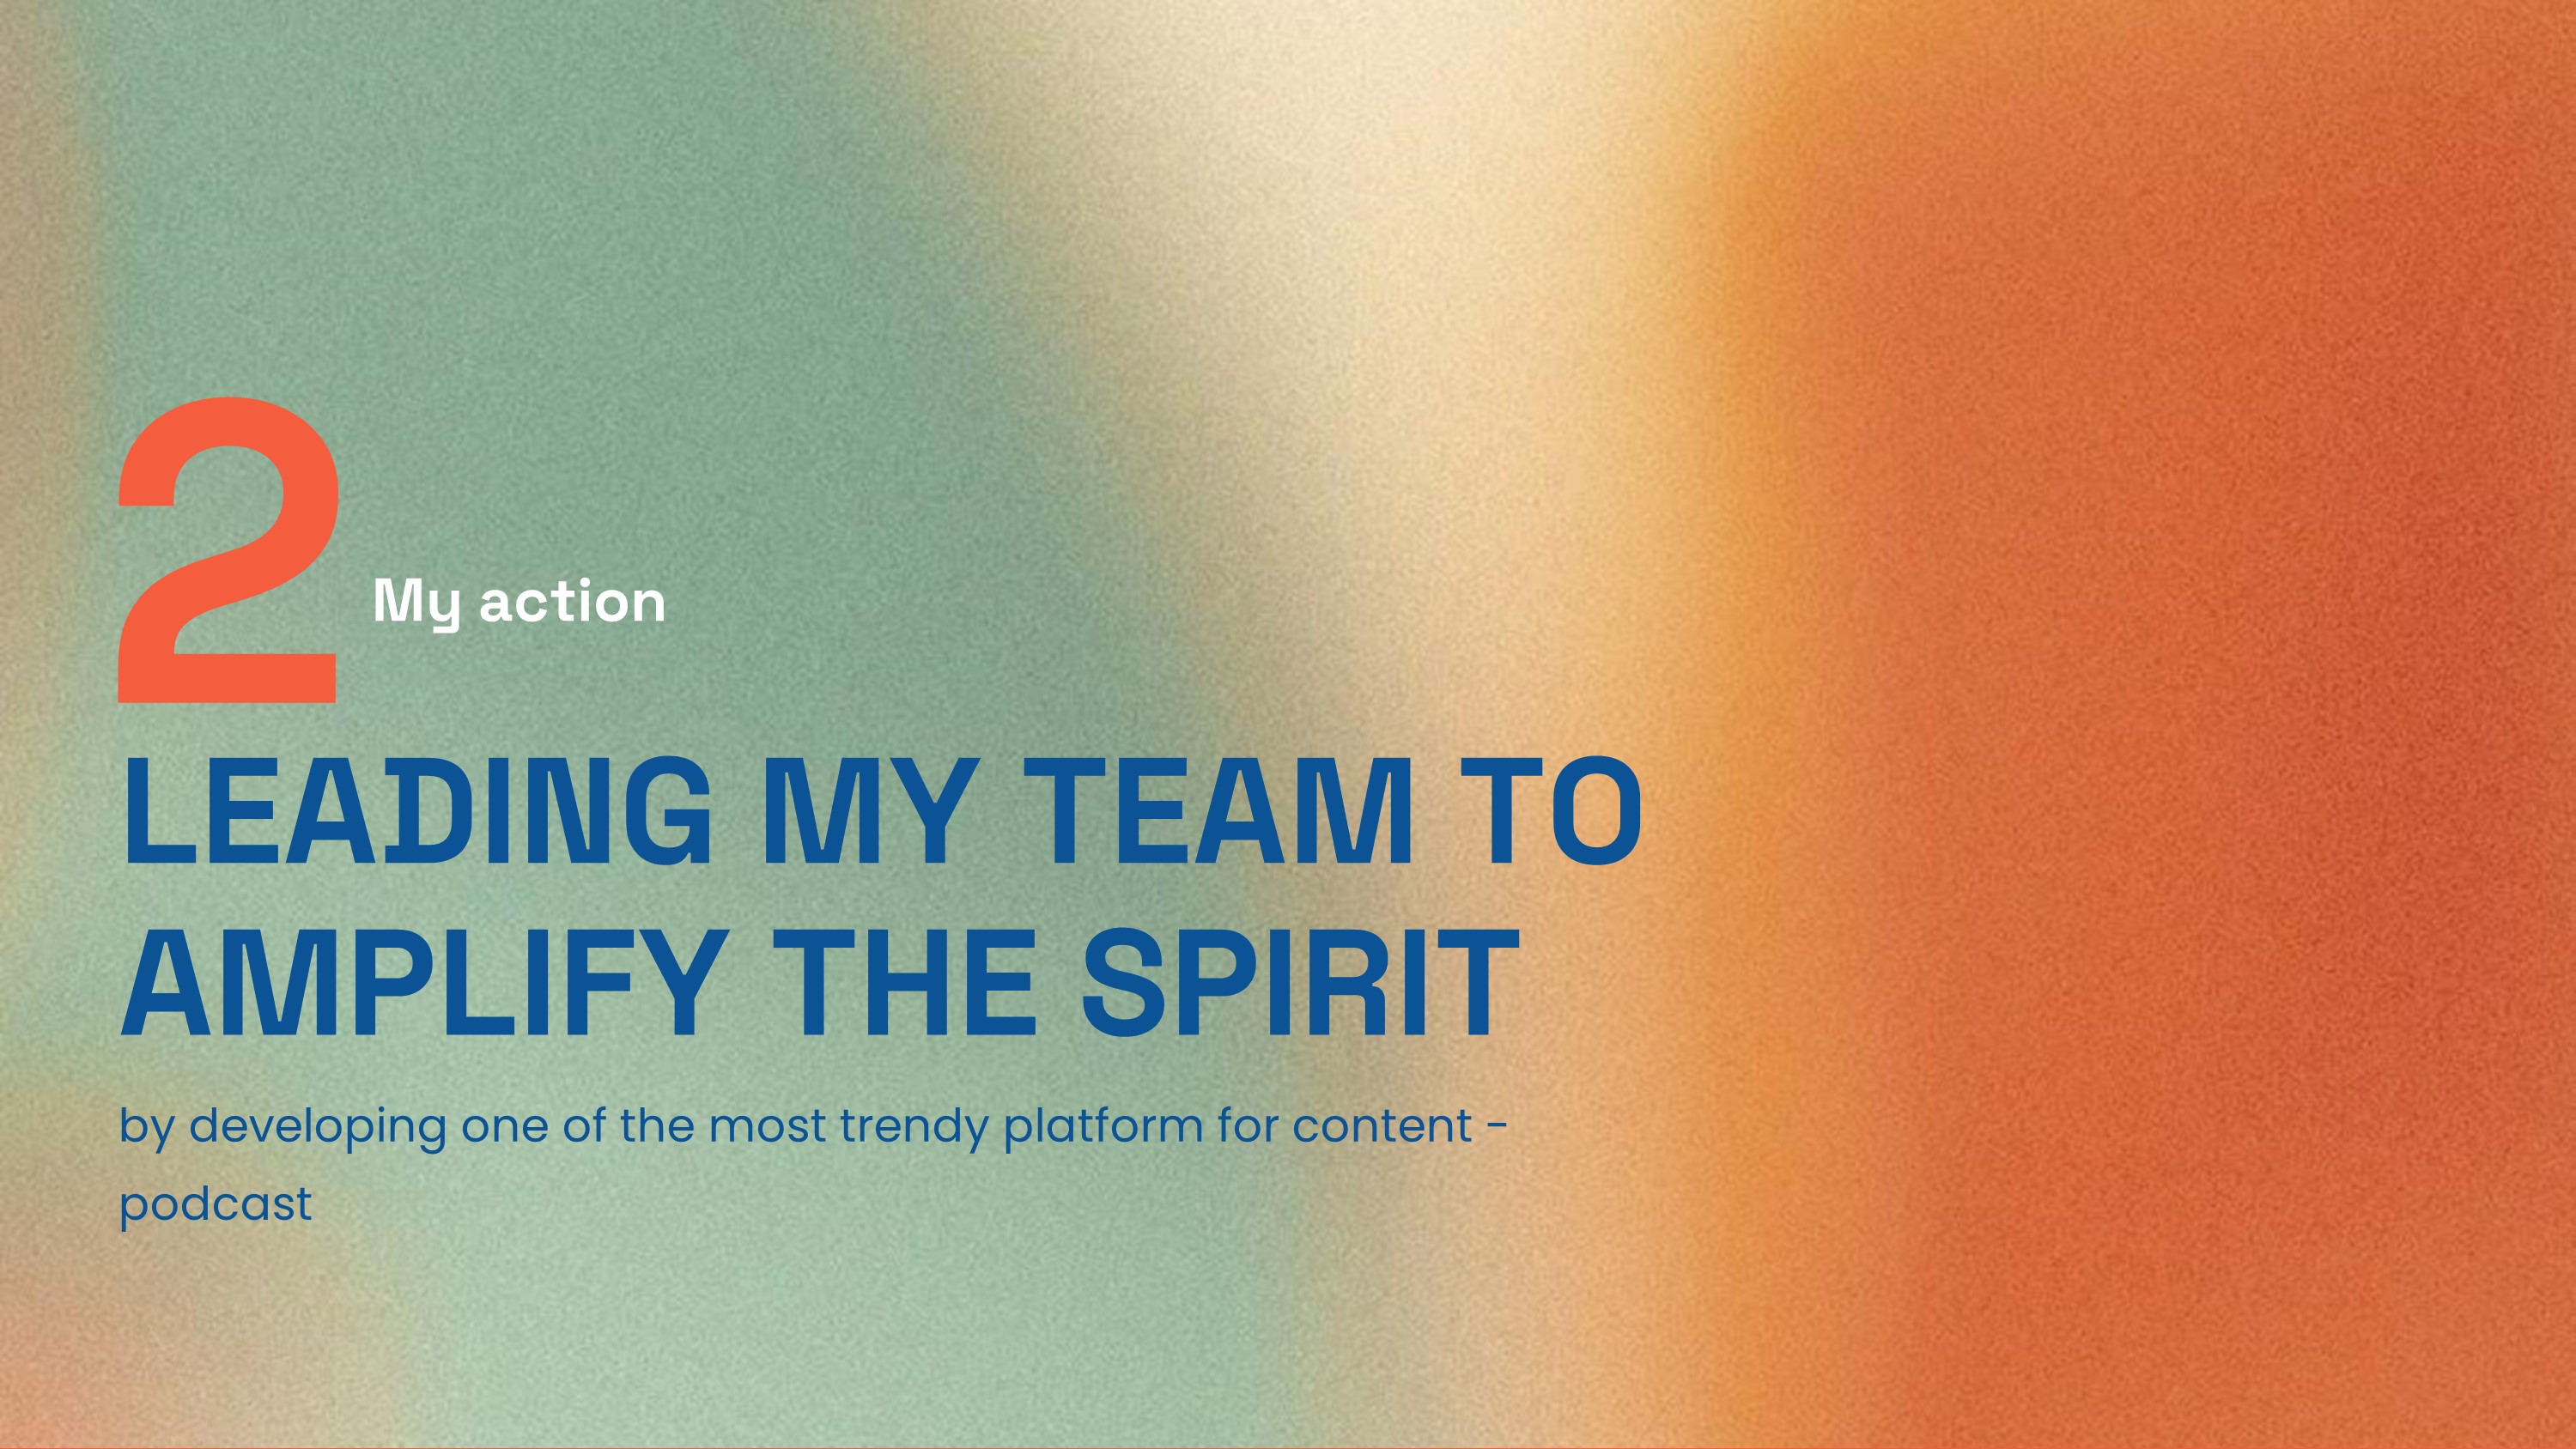 2
My action
LEADING MY TEAM TO
AMPLIFY THE SPIRIT
by developing one of the most trendy platform for content -
podcast